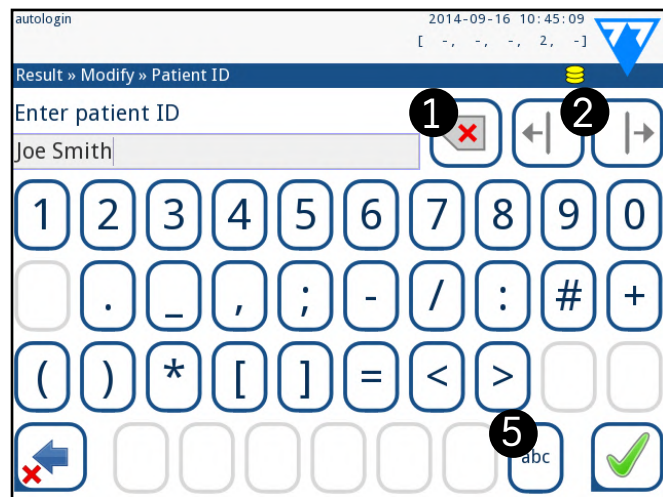 autologin 2014-09-16 10:45:09
[ -, -, -, 2, -]
Result » Modify » Patient ID
Enter patient ID
1 2
Joe Smith
1 2 3 4 5 6 7 8 9 0
. _ , ; - / : # +
( ) * [ ] = < >
5
abc